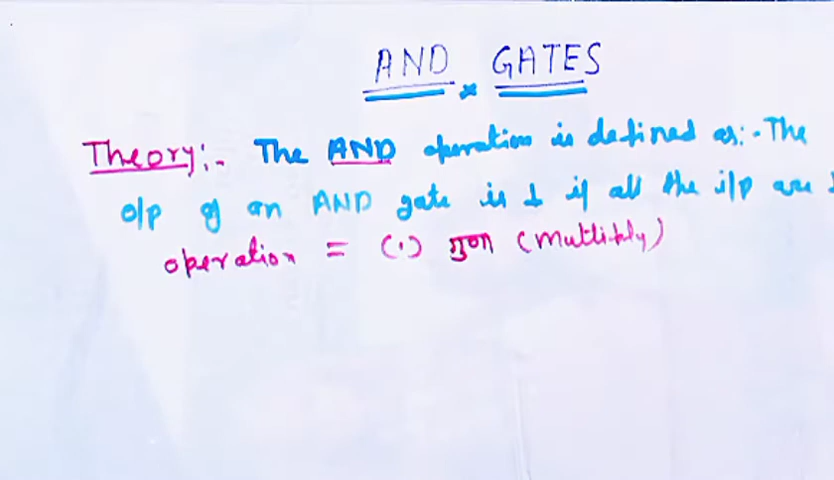 AND GATES
Theory:- The AND operation is defined as:- The
o/p of an AND gate is 1 if all the i/p are 1
operation = (.) गुणा (Multiply)